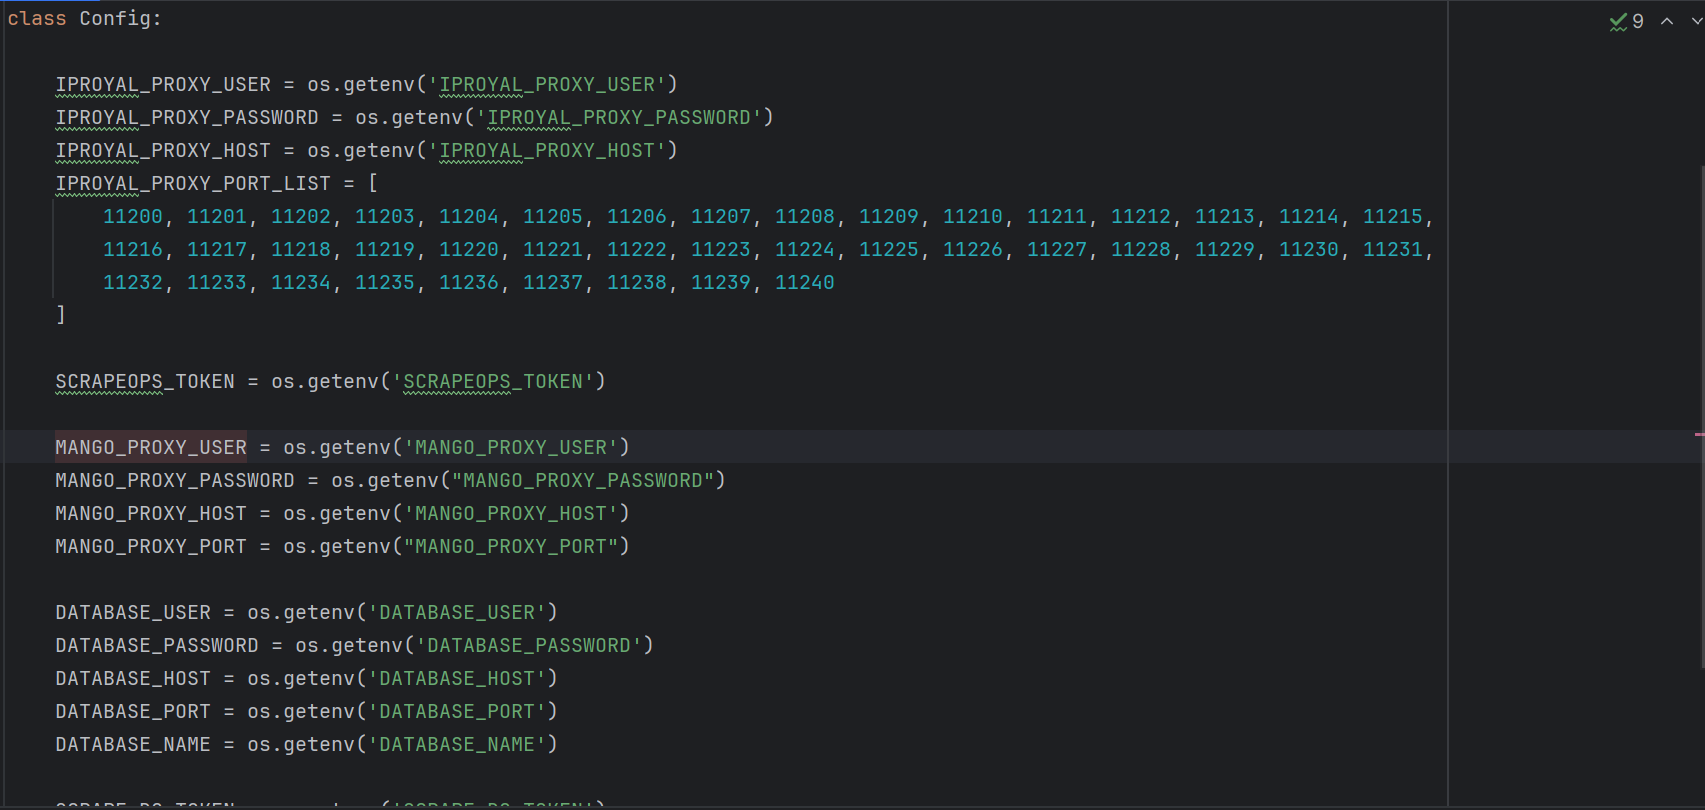 class Config:
9
IPROYAL_PROXY_USER = os.getenv('IPROYAL_PROXY_USER')
IPROYAL_PROXY_PASSWORD = os.getenv('IPROYAL_PROXY_PASSWORD')
IPROYAL_PROXY_HOST = os.getenv('IPROYAL_PROXY_HOST')
IPROYAL_PROXY_PORT_LIST = [
11200, 11201, 11202, 11203, 11204, 11205, 11206, 11207, 11208, 11209, 11210, 11211, 11212, 11213, 11214, 11215,
11216, 11217, 11218, 11219, 11220, 11221, 11222, 11223, 11224, 11225, 11226, 11227, 11228, 11229, 11230, 11231,
11232, 11233, 11234, 11235, 11236, 11237, 11238, 11239, 11240
]
SCRAPEOPS_TOKEN = os.getenv('SCRAPEOPS_TOKEN')
MANGO_PROXY_USER = os.getenv('MANGO_PROXY_USER')
MANGO_PROXY_PASSWORD = os.getenv("MANGO_PROXY_PASSWORD")
MANGO_PROXY_HOST = os.getenv('MANGO_PROXY_HOST')
MANGO_PROXY_PORT = os.getenv("MANGO_PROXY_PORT")
DATABASE_USER = os.getenv('DATABASE_USER')
DATABASE_PASSWORD = os.getenv('DATABASE_PASSWORD')
DATABASE_HOST = os.getenv('DATABASE_HOST')
DATABASE_PORT = os.getenv('DATABASE_PORT')
DATABASE_NAME = os.getenv('DATABASE_NAME')